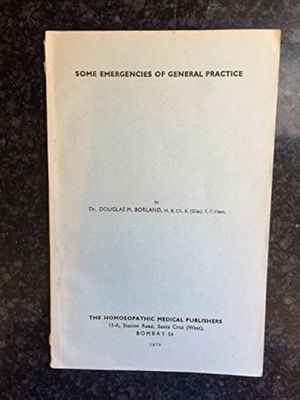 SOME EMERGENCIES OF GENERAL PRACTICE
by
Dr. DOUGLAS M. BORLAND, M. B. Ch. B. (Glas). F. F. Hom.
THE HOMOEOPATHIC MEDICAL PUBLISHERS
13-A, Station Road, Santa Cruz (West),
BOMBAY 54
1970